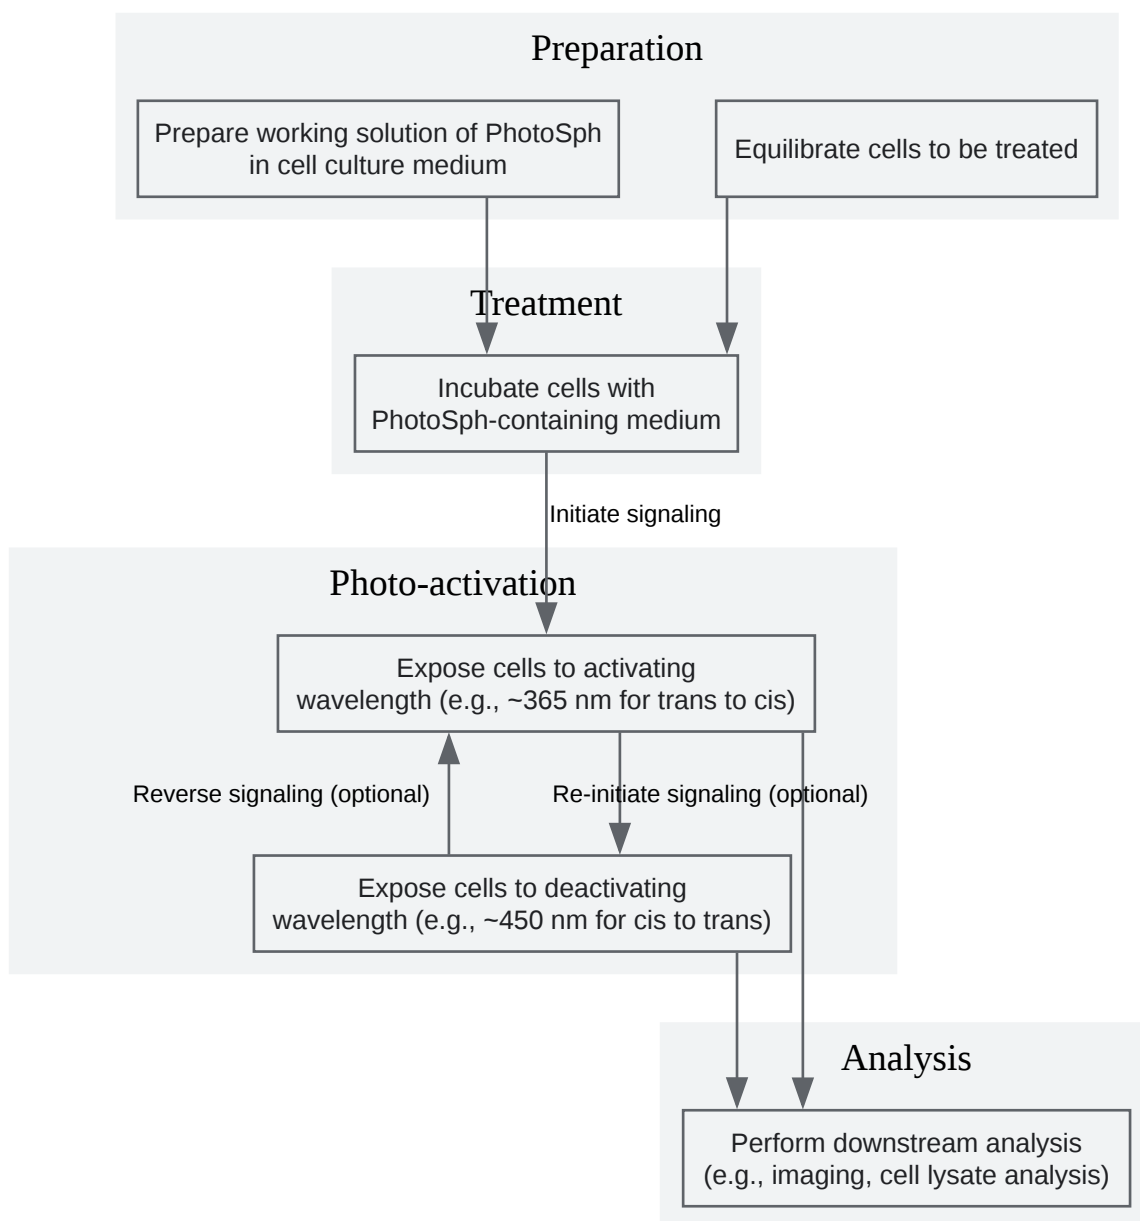 Preparation
Prepare working solution of PhotoSph
in cell culture medium
Equilibrate cells to be treated
Treatment
Incubate cells with
PhotoSph-containing medium
Initiate signaling
Photo-activation
Expose cells to activating
wavelength (e.g., ~365 nm for trans to cis)
Reverse signaling (optional)
Re-initiate signaling (optional)
Expose cells to deactivating
wavelength (e.g., ~450 nm for cis to trans)
Analysis
Perform downstream analysis
(e.g., imaging, cell lysate analysis)